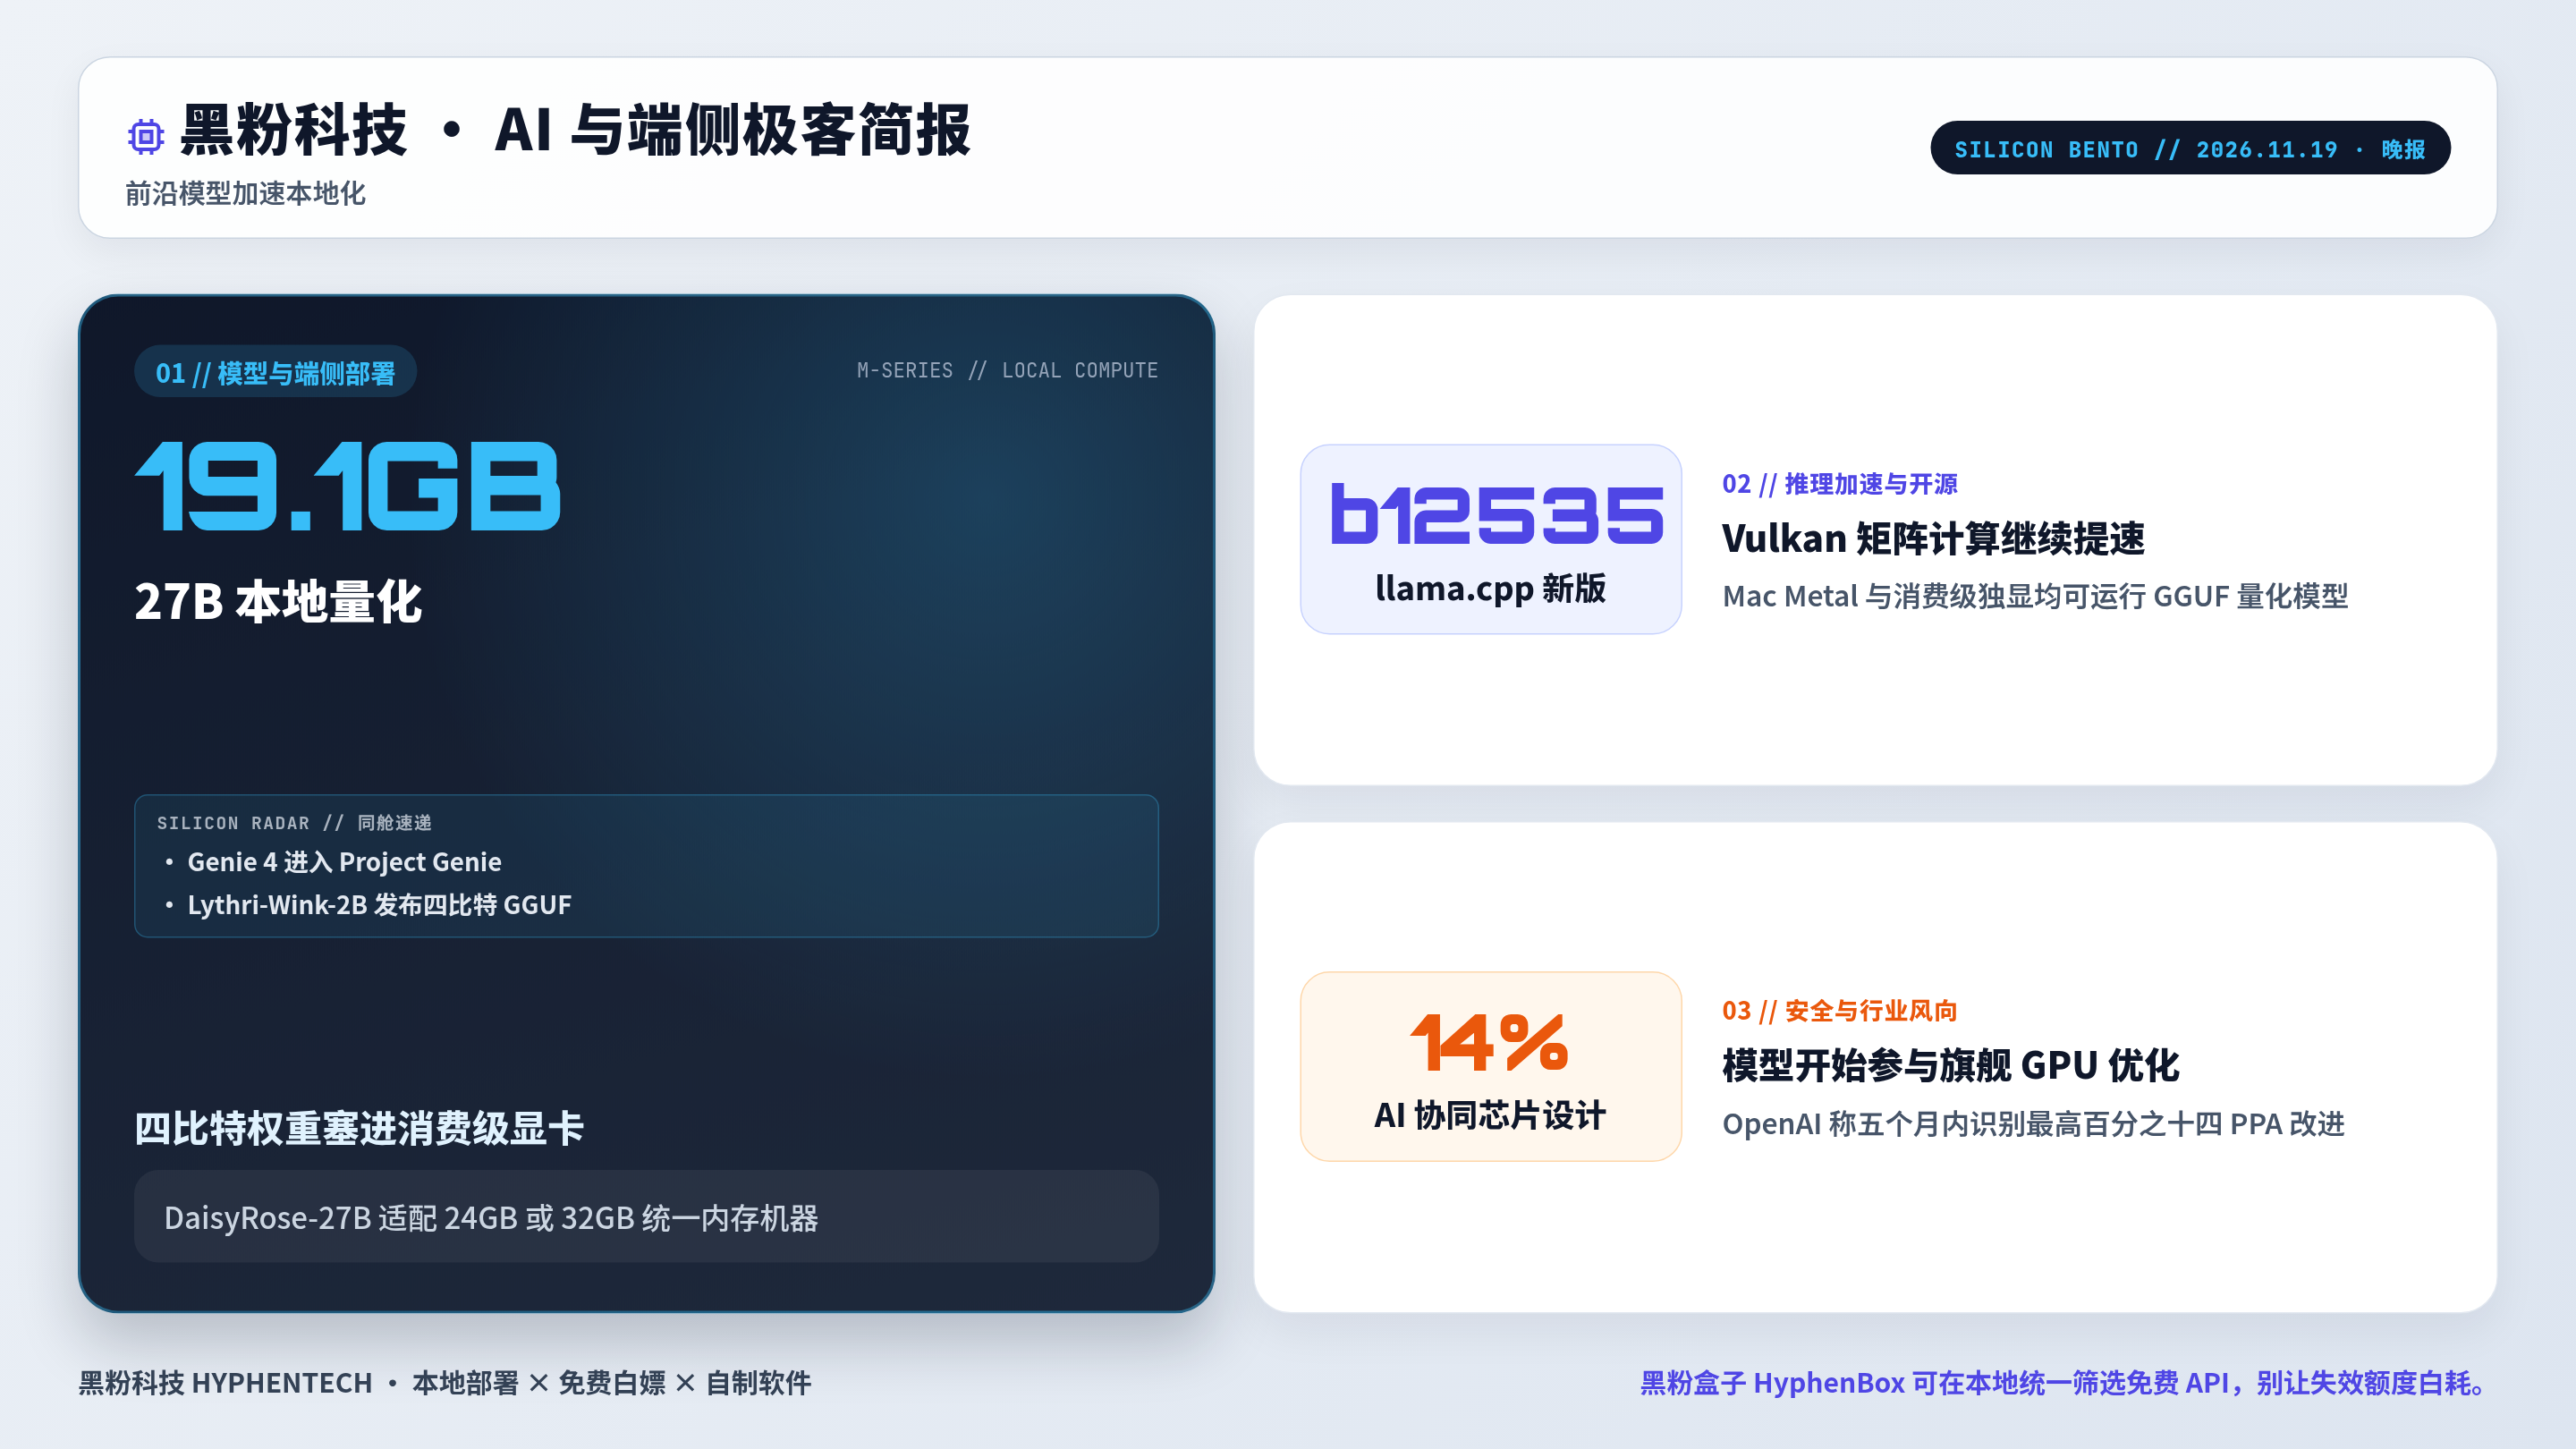 黑粉科技 · AI 与端侧极客简报
前沿模型加速本地化
SILICON BENTO // 2026.11.19 · 晚报
01 // 模型与端侧部署
M-SERIES // LOCAL COMPUTE
19.1GB
27B 本地量化
SILICON RADAR // 同舱速递
· Genie 4 进入 Project Genie
· Lythri-Wink-2B 发布四比特 GGUF
四比特权重塞进消费级显卡
DaisyRose-27B 适配 24GB 或 32GB 统一内存机器
b12535
llama.cpp 新版
02 // 推理加速与开源
Vulkan 矩阵计算继续提速
Mac Metal 与消费级独显均可运行 GGUF 量化模型
14%
AI 协同芯片设计
03 // 安全与行业风向
模型开始参与旗舰 GPU 优化
OpenAI 称五个月内识别最高百分之十四 PPA 改进
黑粉科技 HYPHENTECH · 本地部署 × 免费白嫖 × 自制软件
黑粉盒子 HyphenBox 可在本地统一筛选免费 API，别让失效额度白耗。